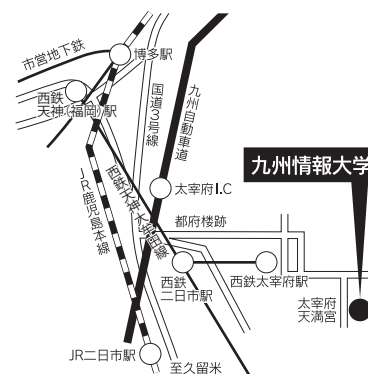 市営地下鉄
博多駅
西鉄
天神(福岡)駅
国道3号線
九州自動車道
九州情報大学
太宰府I.C
JR鹿児島本線
西鉄天神大牟田線
都府楼跡
西鉄
二日市駅
西鉄太宰府駅
太宰府
天満宮
JR二日市駅
至久留米